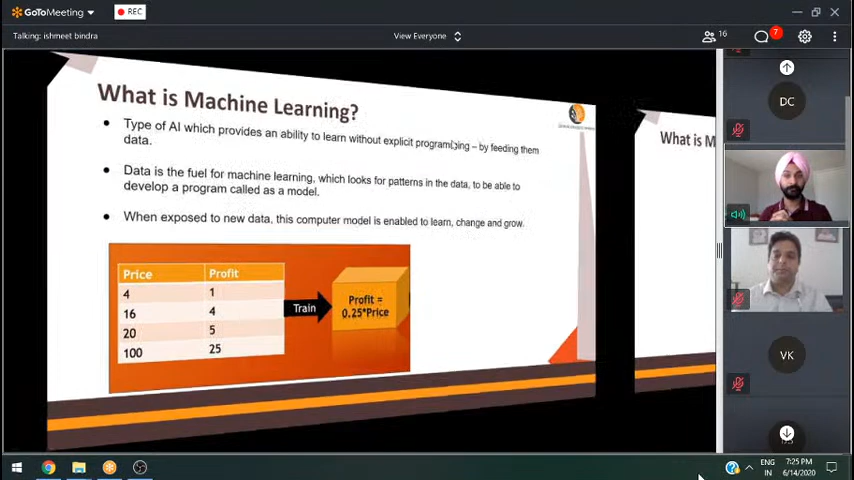 GoToMeeting
REC
Talking: ishmeet bindra
View Everyone
16
7
What is Machine Learning?
Type of AI which provides an ability to learn without explicit programming – by feeding them
data.
Data is the fuel for machine learning, which looks for patterns in the data, to be able to
develop a program called as a model.
When exposed to new data, this computer model is enabled to learn, change and grow.
Price Profit
4 1
16 4
20 5
100 25
Train
Profit =
0.25*Price
What is M
DC
VK
ENG
IN
7:25 PM
6/14/2020